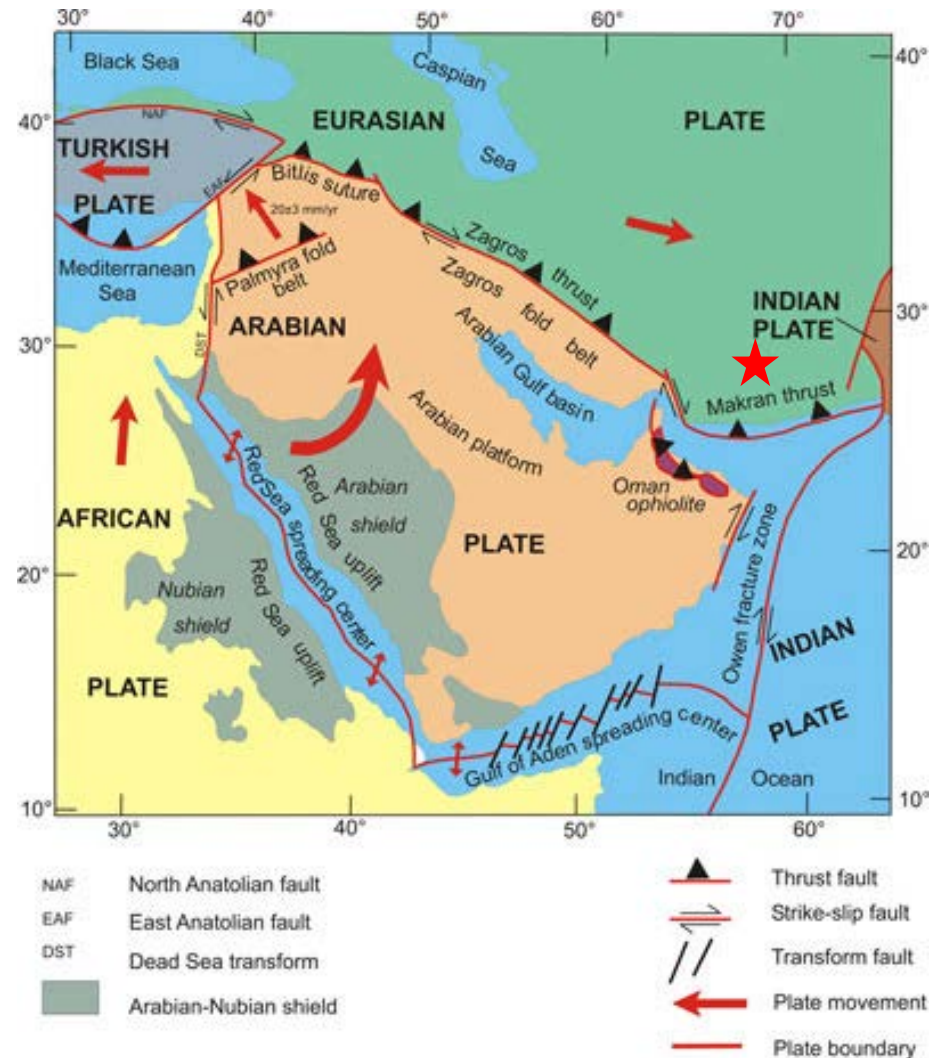 30°
40°
50°
60°
70°
Black Sea
Caspian
Sea
40°
40°
NAF
EURASIAN
PLATE
TURKISH
PLATE
EAF
Bitlis suture
20±3 mm/yr
Zagros thrust
Zagros fold belt
Palmyra fold
belt
Mediterranean
Sea
INDIAN
PLATE
30°
30°
ARABIAN
DST
Arabian Gulf basin
Makran thrust
Arabian platform
Red Sea spreading center
Red Sea uplift
Arabian
shield
Oman
ophiolite
AFRICAN
PLATE
20°
20°
Nubian
shield
Red Sea uplift
Owen fracture zone
INDIAN
PLATE
PLATE
Gulf of Aden spreading center
Indian
Ocean
10°
10°
30°
40°
50°
60°
NAF North Anatolian fault
EAF East Anatolian fault
DST Dead Sea transform
Arabian-Nubian shield
Thrust fault
Strike-slip fault
Transform fault
Plate movement
Plate boundary